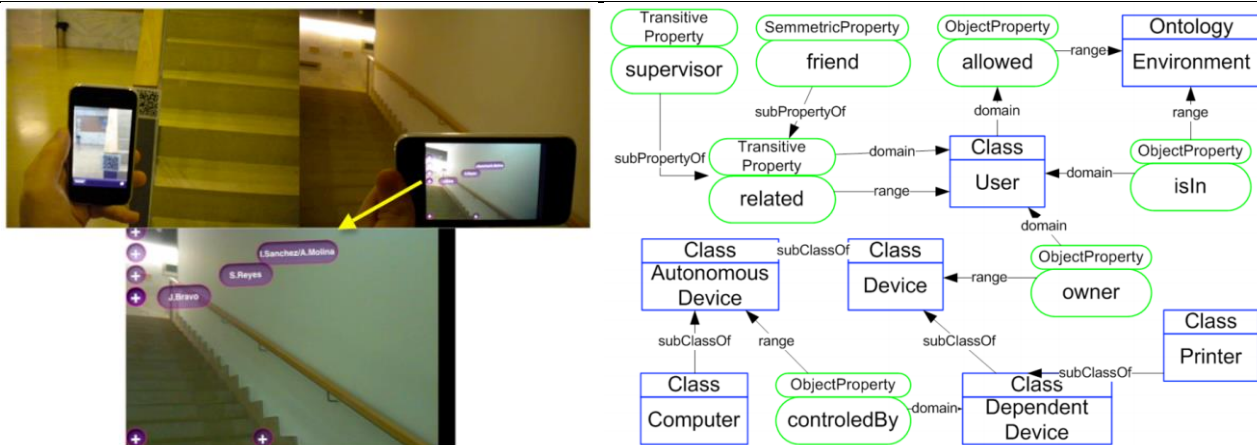 I.Sanchez/A.Molina
S.Reyes
J.Bravo
Transitive
Property
supervisor
SemmetricProperty
friend
ObjectProperty
allowed
range
Ontology
Environment
subPropertyOf
domain
range
subPropertyOf
Transitive
Property
related
domain
range
Class
User
domain
ObjectProperty
isIn
domain
Class
Autonomous
Device
subClassOf
Class
Device
range
ObjectProperty
owner
subClassOf
range
subClassOf
Class
Printer
subClassOf
Class
Computer
ObjectProperty
controledBy
domain
Class
Dependent
Device